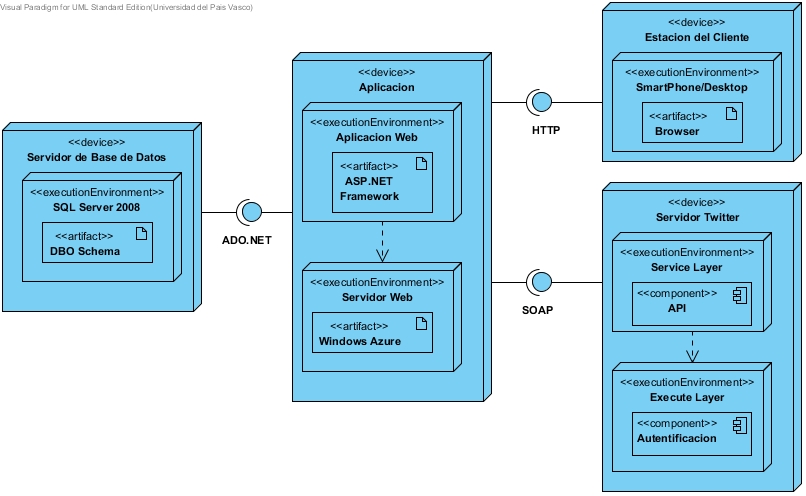 Visual Paradigm for UML Standard Edition(Universidad del Pais Vasco)
<<device>>
Servidor de Base de Datos
<<executionEnvironment>>
SQL Server 2008
<<artifact>>
DBO Schema
ADO.NET
<<device>>
Aplicacion
<<executionEnvironment>>
Aplicacion Web
<<artifact>>
ASP.NET
Framework
<<executionEnvironment>>
Servidor Web
<<artifact>>
Windows Azure
HTTP
SOAP
<<device>>
Estacion del Cliente
<<executionEnvironment>>
SmartPhone/Desktop
<<artifact>>
Browser
<<device>>
Servidor Twitter
<<executionEnvironment>>
Service Layer
<<component>>
API
<<executionEnvironment>>
Execute Layer
<<component>>
Autentificacion